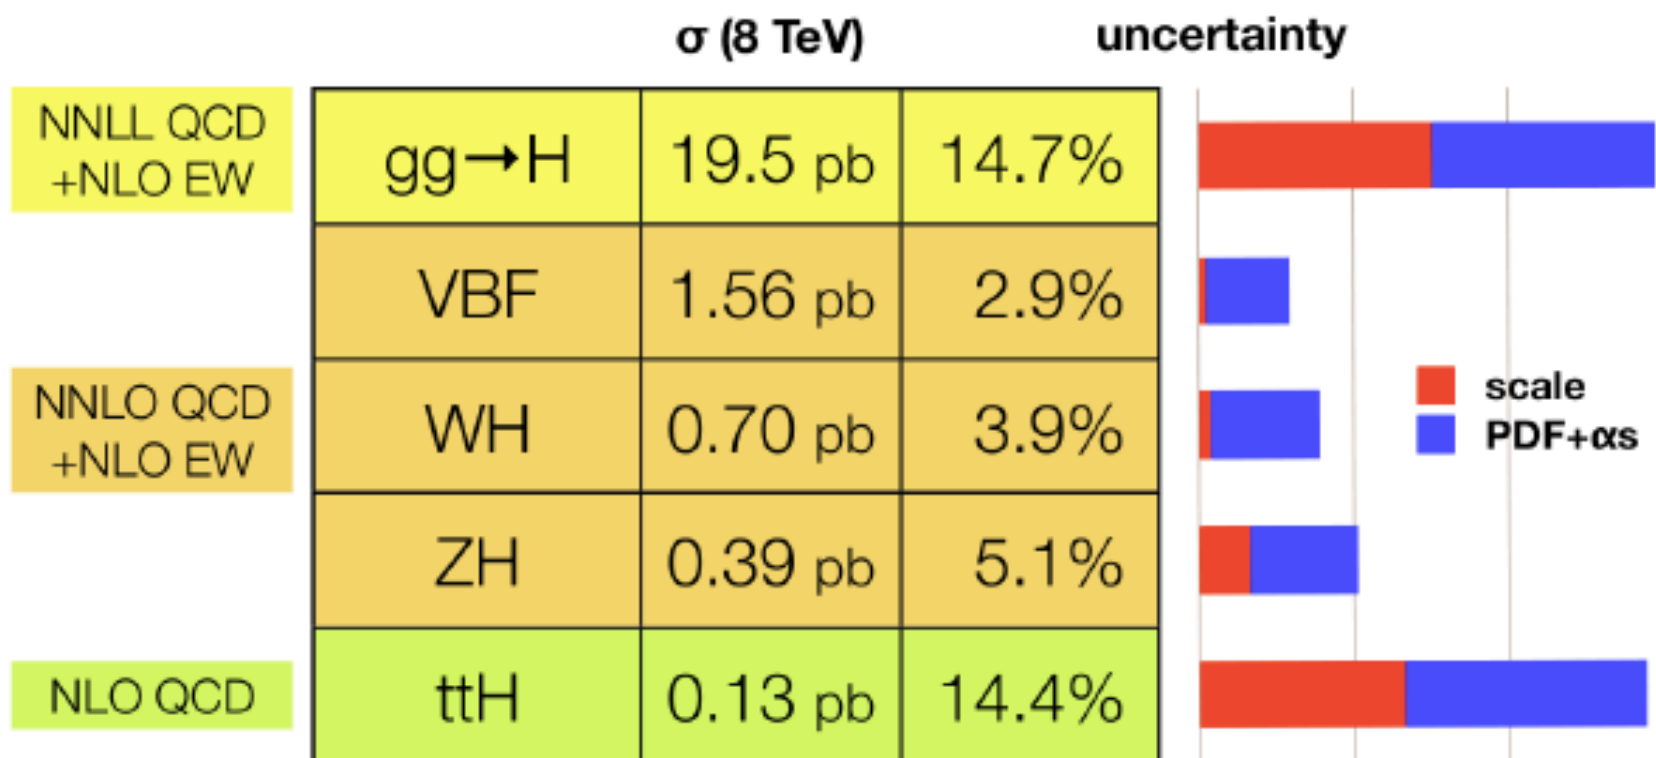 σ (8 TeV) uncertainty
NNLL QCD
+NLO EW
gg→H 19.5 pb 14.7%
VBF 1.56 pb 2.9%
NNLO QCD
+NLO EW
WH 0.70 pb 3.9%
scale
PDF+αs
ZH 0.39 pb 5.1%
NLO QCD
ttH 0.13 pb 14.4%